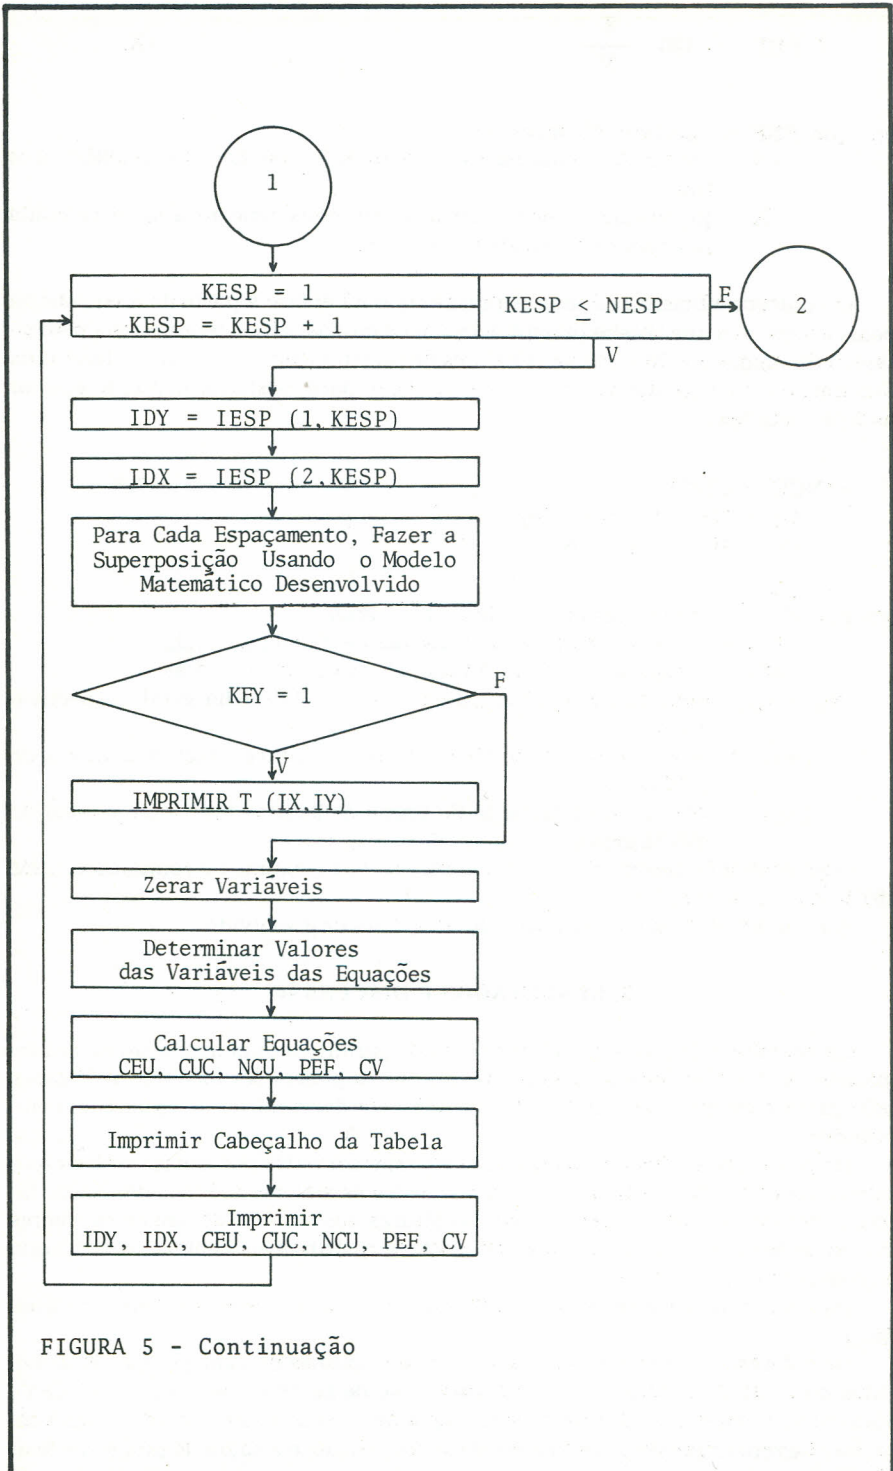 1
KESP = 1
KESP = KESP + 1
KESP ≤ NESP
F
2
V
IDY = IESP (1,KESP)
IDX = IESP (2,KESP)
Para Cada Espaçamento, Fazer a
Superposição Usando o Modelo
Matemático Desenvolvido
KEY = 1
F
V
IMPRIMIR T (IX,IY)
Zerar Variáveis
Determinar Valores
das Variáveis das Equações
Calcular Equações
CEU, CUC, NCU, PEF, CV
Imprimir Cabeçalho da Tabela
Imprimir
IDY, IDX, CEU, CUC, NCU, PEF, CV
FIGURA 5 - Continuação